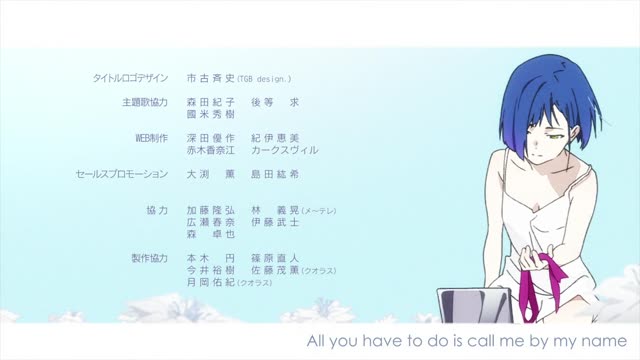 タイトルロゴデザイン 市古斉史(TGB design.)
主題歌協力 森田紀子 後等 求
國米秀樹
WEB制作 深田優作 紀伊恵美
赤木香奈江 カークスヴィル
セールスプロモーション 大渕 薫 島田紘希
協力 加藤隆弘 林 義晃(メーテレ)
広瀬春奈 伊藤武士
森 卓也
製作協力 本木 円 篠原直人
今井裕樹 佐藤茂薫(クオラス)
月岡佑紀(クオラス)
All you have to do is call me by my name